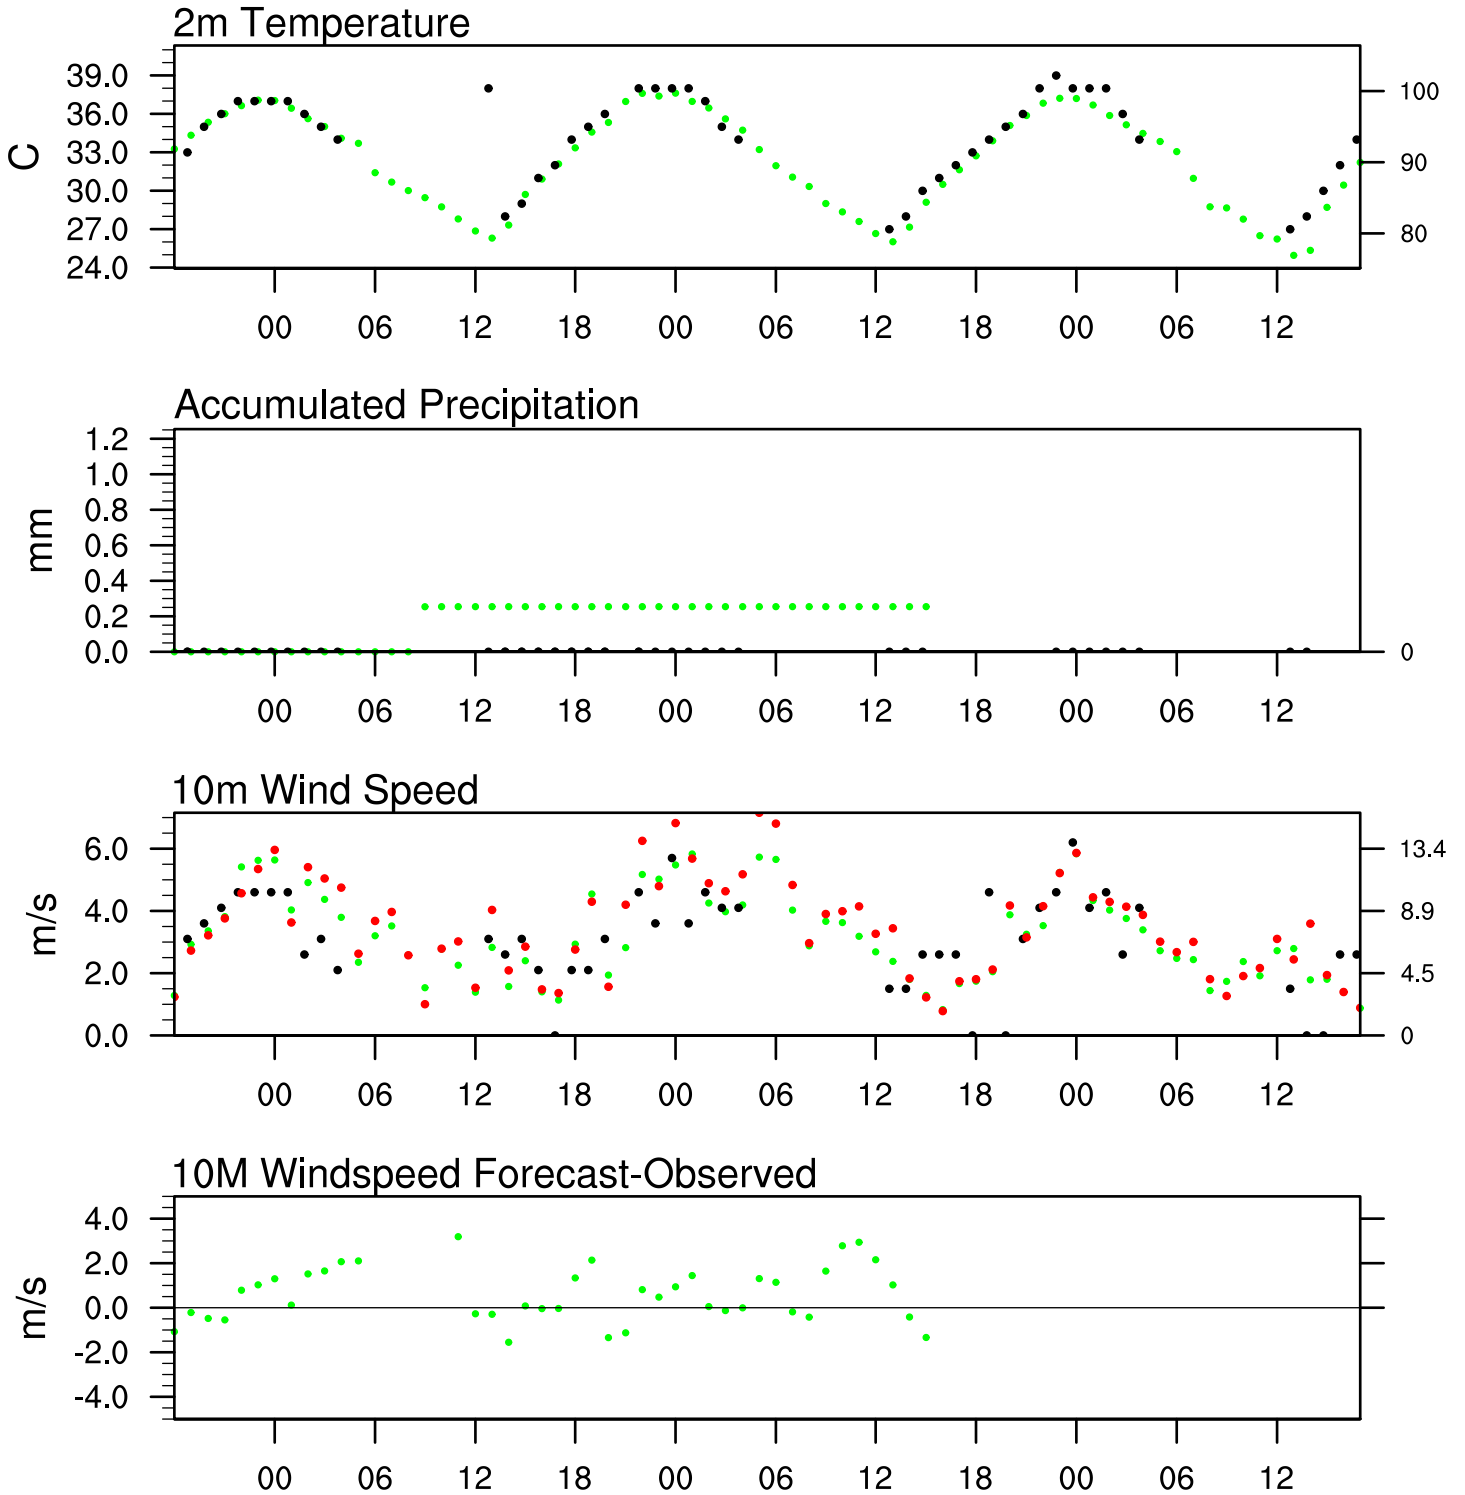 2m Temperature
39.0
36.0
33.0
30.0
27.0
24.0
C
100
90
80
00 06 12 18 00 06 12 18 00 06 12
Accumulated Precipitation
1.2
1.0
0.8
0.6
0.4
0.2
0.0
mm
0
00 06 12 18 00 06 12 18 00 06 12
10m Wind Speed
6.0
4.0
2.0
0.0
m/s
13.4
8.9
4.5
0
00 06 12 18 00 06 12 18 00 06 12
10M Windspeed Forecast-Observed
4.0
2.0
0.0
-2.0
-4.0
m/s
00 06 12 18 00 06 12 18 00 06 12